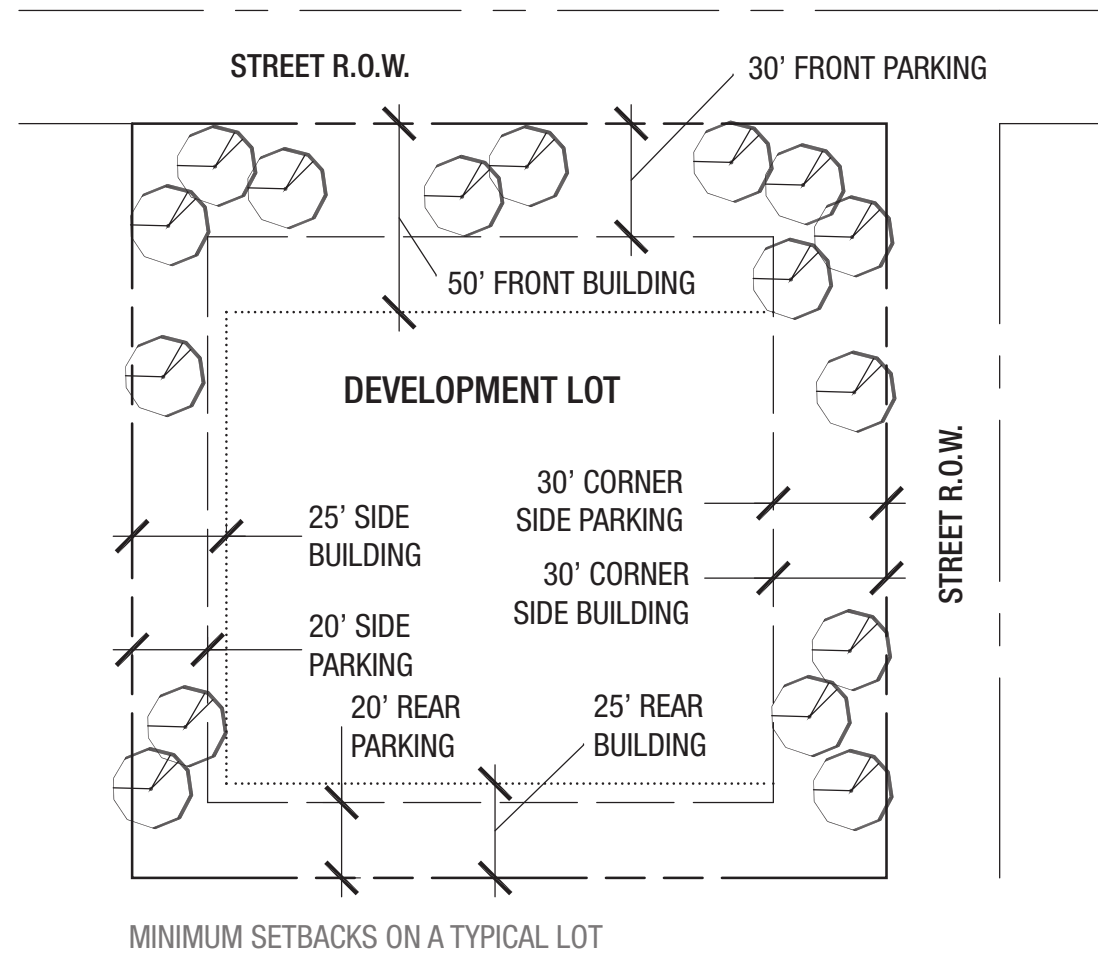 STREET R.O.W.
30’ FRONT PARKING
50’ FRONT BUILDING
DEVELOPMENT LOT
30’ CORNER
SIDE PARKING
25’ SIDE
BUILDING
30’ CORNER
SIDE BUILDING
STREET R.O.W.
20’ SIDE
PARKING
20’ REAR
PARKING
25’ REAR
BUILDING
MINIMUM SETBACKS ON A TYPICAL LOT